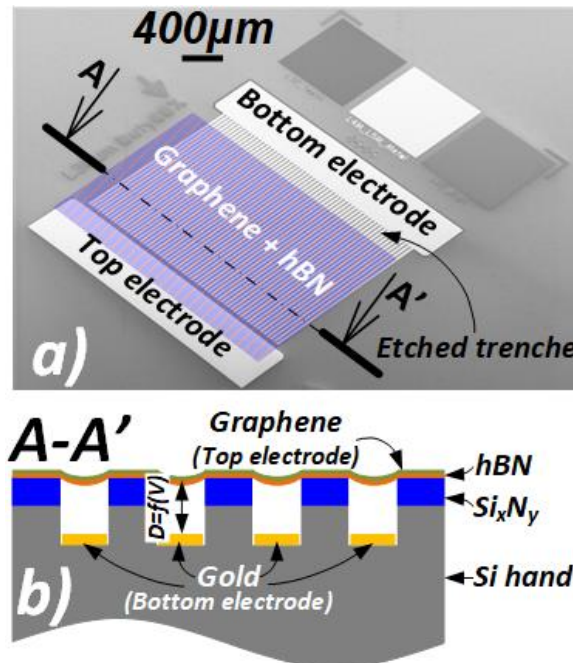 400µm
A
Bottom electrode
Graphene + hBN
A'
Top electrode
Etched trenche
a)
A-A'
Graphene
(Top electrode)
hBN
SixNy
D=f(V)
Gold
(Bottom electrode)
Si hand
b)